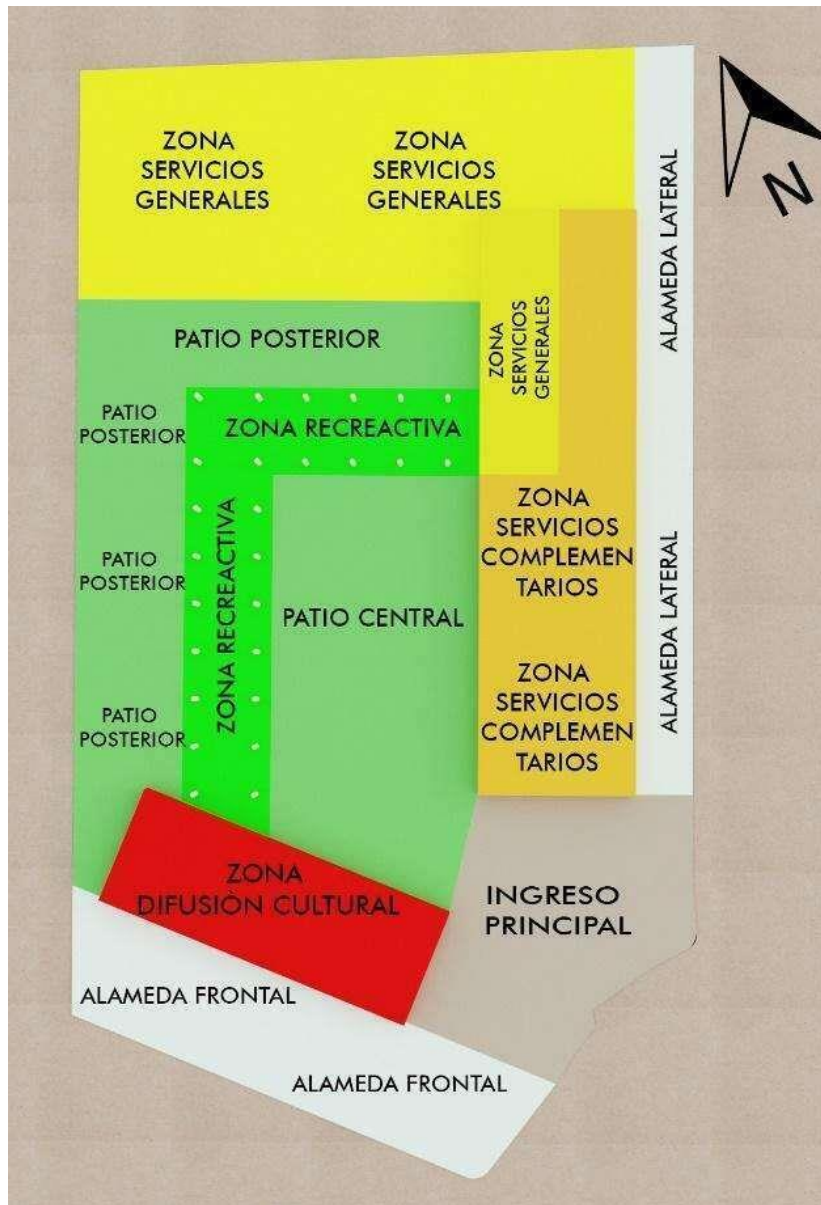 ZONA
SERVICIOS
GENERALES
ZONA
SERVICIOS
GENERALES
ALAMEDA LATERAL
N
PATIO POSTERIOR
ZONA
SERVICIOS
GENERALES
PATIO
POSTERIOR
ZONA RECREACTIVA
ZONA RECREACTIVA
PATIO
POSTERIOR
PATIO CENTRAL
ZONA
SERVICIOS
COMPLEMEN
TARIOS
ALAMEDA LATERAL
PATIO
POSTERIOR
ZONA
SERVICIOS
COMPLEMEN
TARIOS
ZONA
DIFUSIÒN CULTURAL
INGRESO
PRINCIPAL
ALAMEDA FRONTAL
ALAMEDA FRONTAL